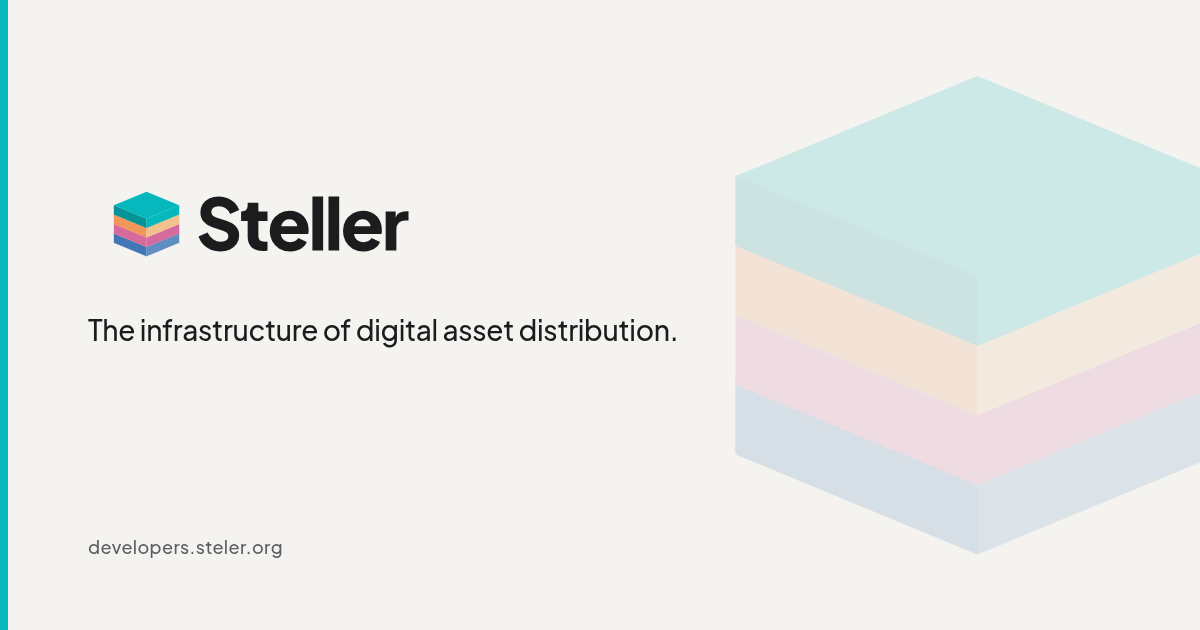 Steller
The infrastructure of digital asset distribution.
developers.steler.org